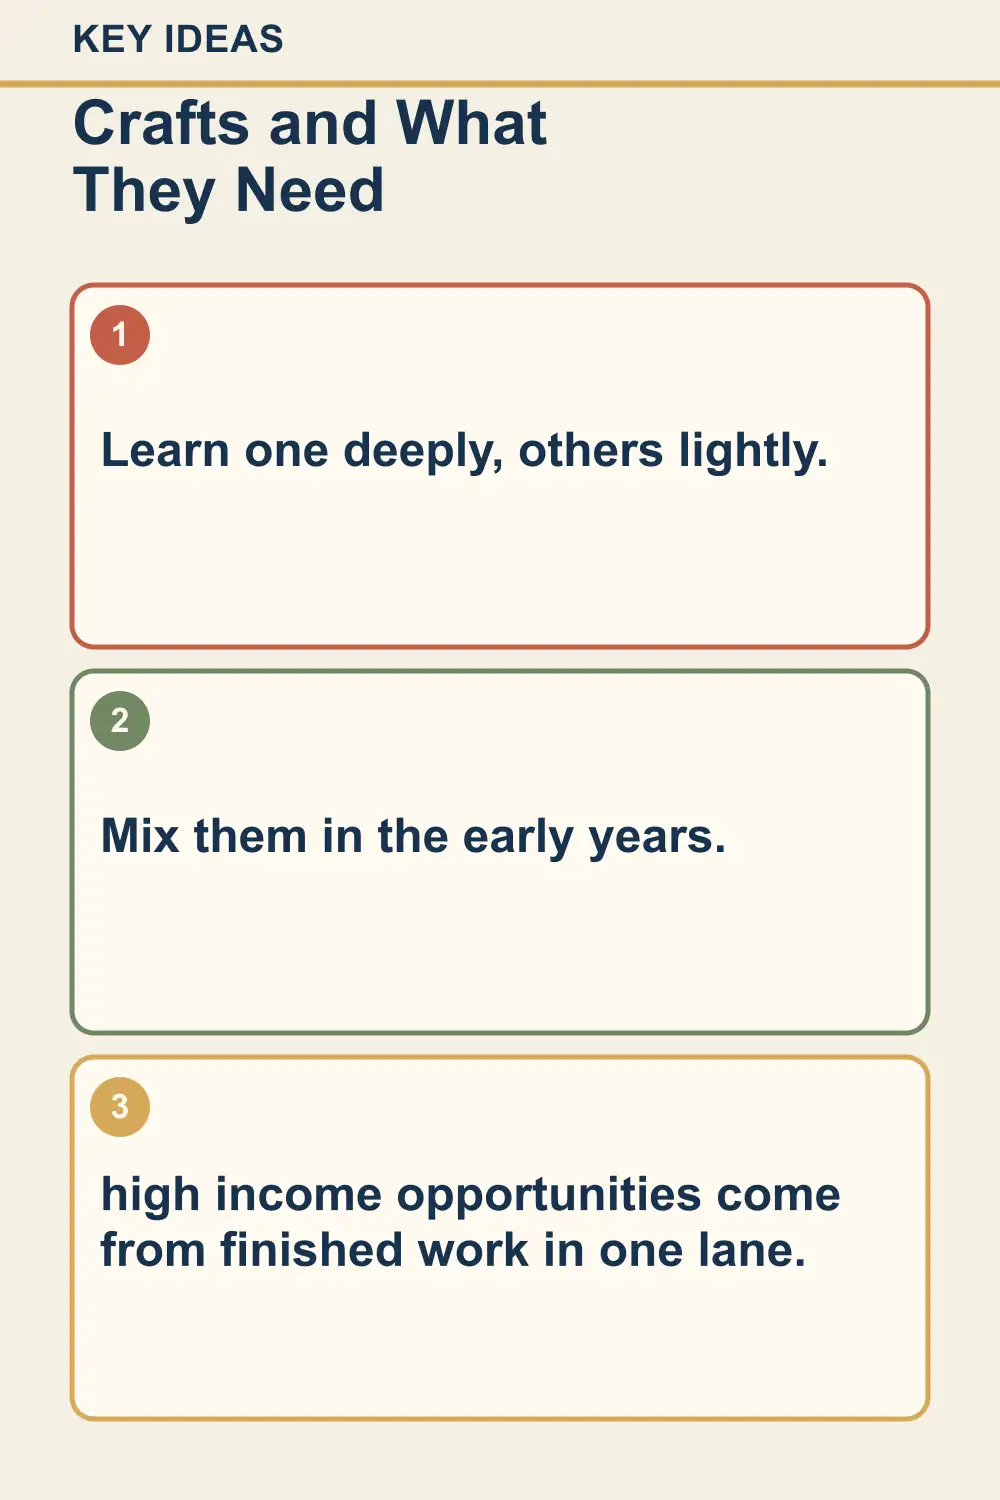 KEY IDEAS
Crafts and What
They Need
1
Learn one deeply, others lightly.
2
Mix them in the early years.
3
high income opportunities come
from finished work in one lane.